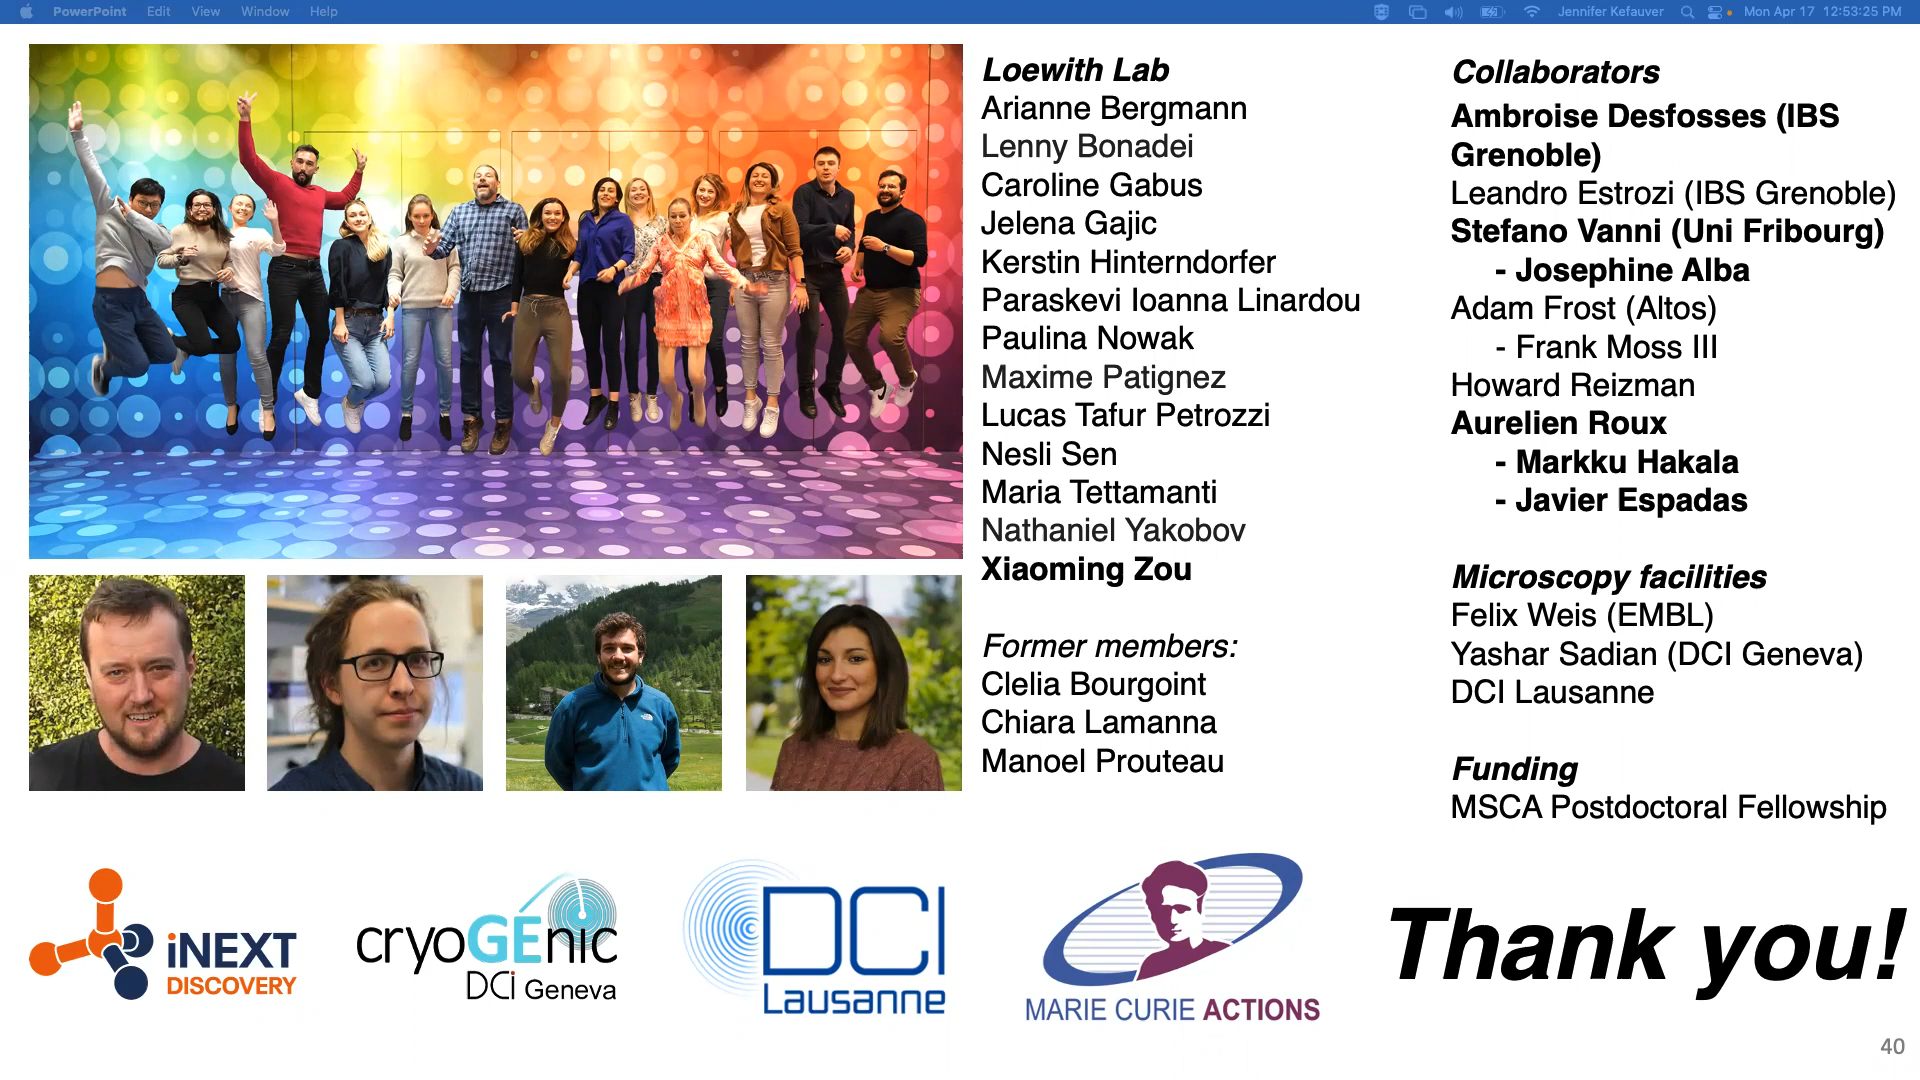 PowerPoint Edit View Window Help
Jennifer Kefauver Mon Apr 17 12:53:25 PM
Loewith Lab
Arianne Bergmann
Lenny Bonadei
Caroline Gabus
Jelena Gajic
Kerstin Hinterndorfer
Paraskevi Ioanna Linardou
Paulina Nowak
Maxime Patignez
Lucas Tafur Petrozzi
Nesli Sen
Maria Tettamanti
Nathaniel Yakobov
Xiaoming Zou
Former members:
Clelia Bourgoint
Chiara Lamanna
Manoel Prouteau
Collaborators
Ambroise Desfosses (IBS
Grenoble)
Leandro Estrozi (IBS Grenoble)
Stefano Vanni (Uni Fribourg)
- Josephine Alba
Adam Frost (Altos)
- Frank Moss III
Howard Reizman
Aurelien Roux
- Markku Hakala
- Javier Espadas
Microscopy facilities
Felix Weis (EMBL)
Yashar Sadian (DCI Geneva)
DCI Lausanne
Funding
MSCA Postdoctoral Fellowship
iNEXT
DISCOVERY
cryoGEnic
DCi Geneva
DCI
Lausanne
MARIE CURIE ACTIONS
Thank you!
40